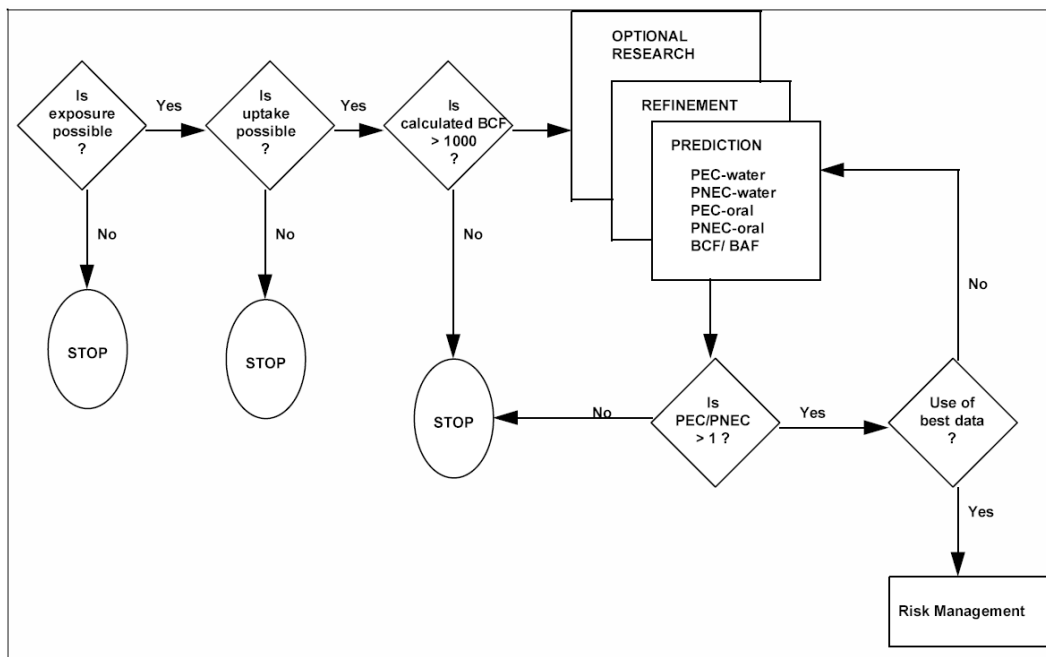 OPTIONAL
RESEARCH
Is
exposure
possible
?
Yes
Is
uptake
possible
?
Yes
Is
calculated BCF
> 1000
?
REFINEMENT
PREDICTION
PEC-water
PNEC-water
PEC-oral
PNEC-oral
BCF/ BAF
No
No
No
No
STOP
STOP
STOP
No
Is
PEC/PNEC
> 1 ?
Yes
Use of
best data
?
Yes
Risk Management